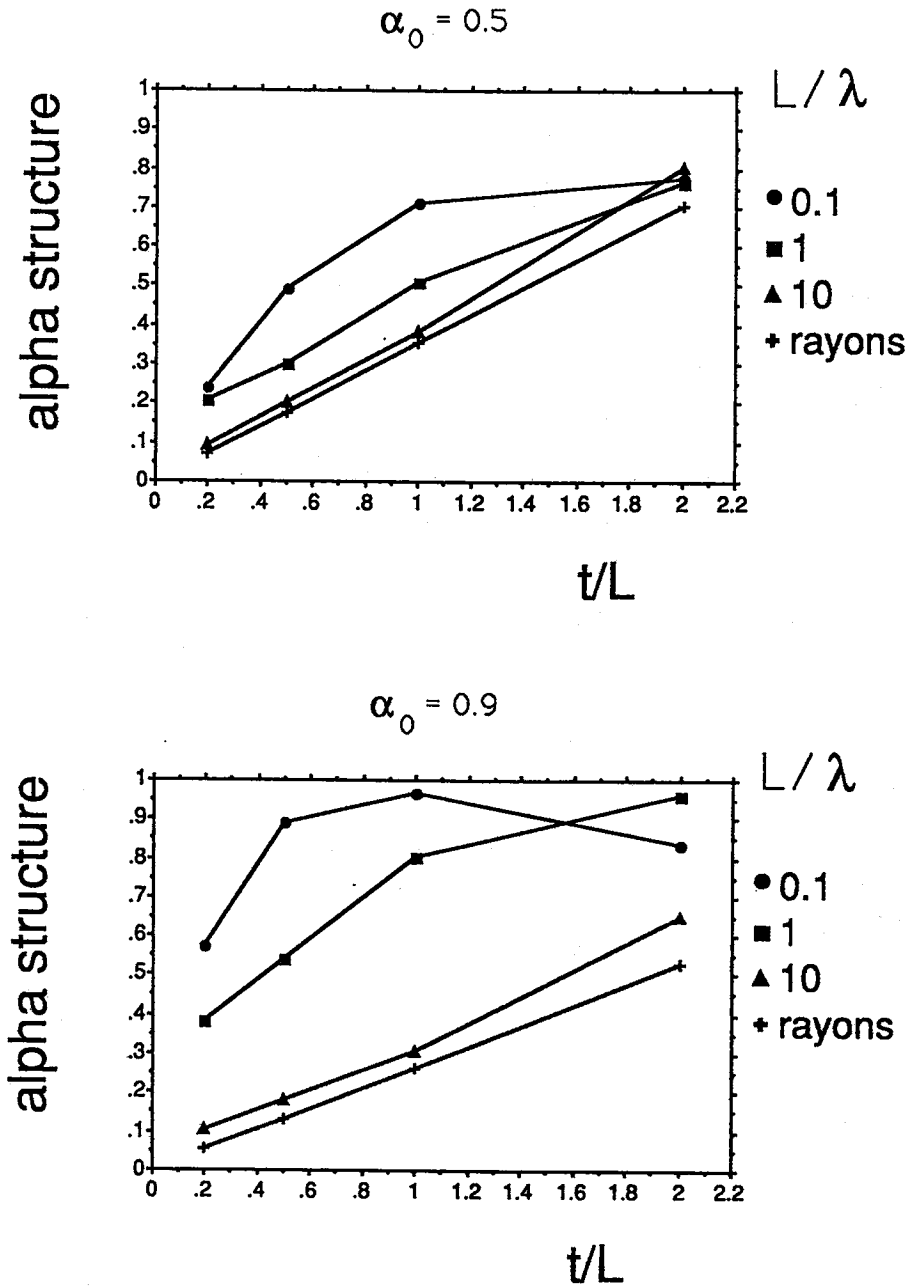 α0 = 0.5
L/λ
alpha structure
1
.9
.8
.7
.6
.5
.4
.3
.2
.1
0
0 .2 .4 .6 .8 1 1.2 1.4 1.6 1.8 2 2.2
t/L
0.1
1
10
rayons
α0 = 0.9
L/λ
alpha structure
1
.9
.8
.7
.6
.5
.4
.3
.2
.1
0
0 .2 .4 .6 .8 1 1.2 1.4 1.6 1.8 2 2.2
t/L
0.1
1
10
rayons